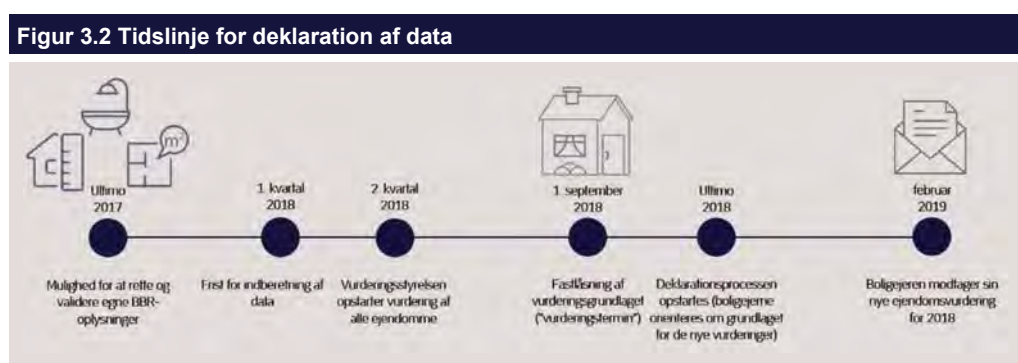 Figur 3.2 Tidslinje for deklaration af data
m²
Ultimo
2017
Mulighed for at rette og
validere egne BBR-
oplysninger
1 kvartal
2018
Frist for indberetning af
data
2 kvartal
2018
Vurderingsstyrelsen
opstarter vurdering af
alle ejendomme
1 september
2018
Fastlåsning af
vurderingsgrundlaget
("vurderingstermin")
Ultimo
2018
Deklarationsprocessen
opstartes (boligejerne
orienteres om grundlaget
for de nye vurderinger)
februar
2019
Boligejeren modtager sin
nye ejendomsvurdering
for 2018